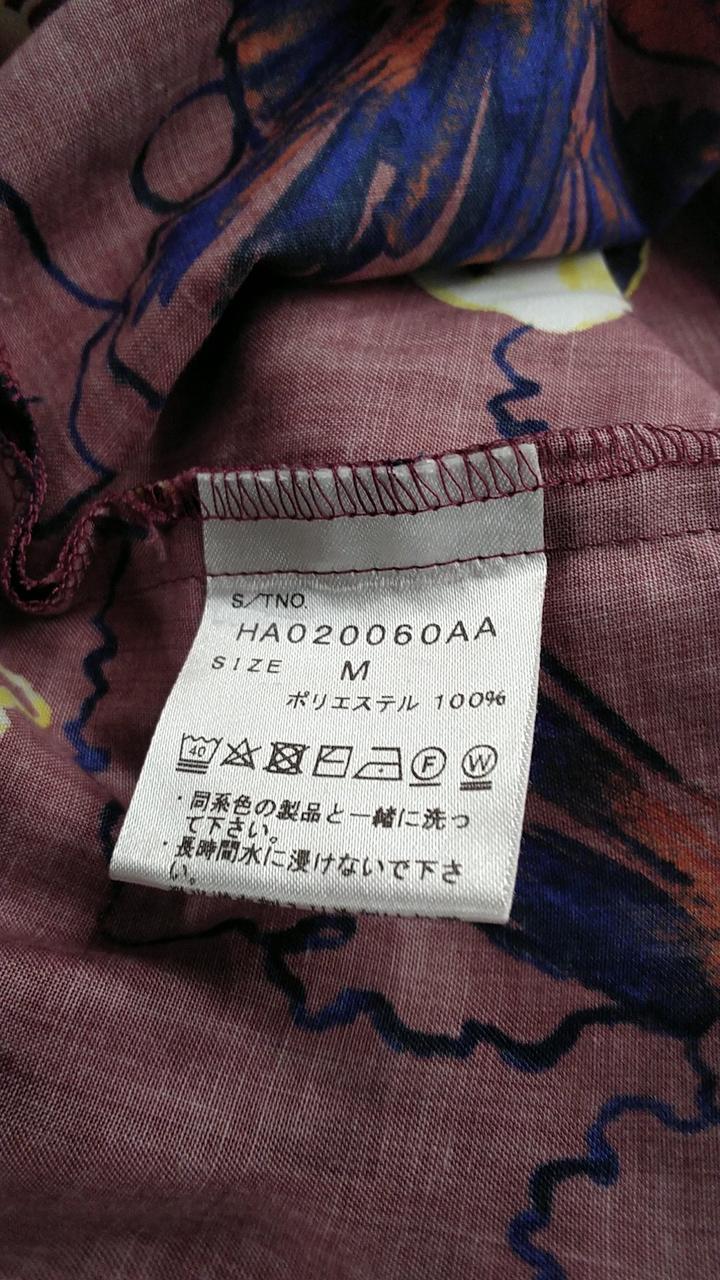 S/TNO.
HA020060AA
SIZE M
ポリエステル 100%
40 F W
・同系色の製品と一緒に洗っ
て下さい。
・長時間水に浸けないで下さ
い。